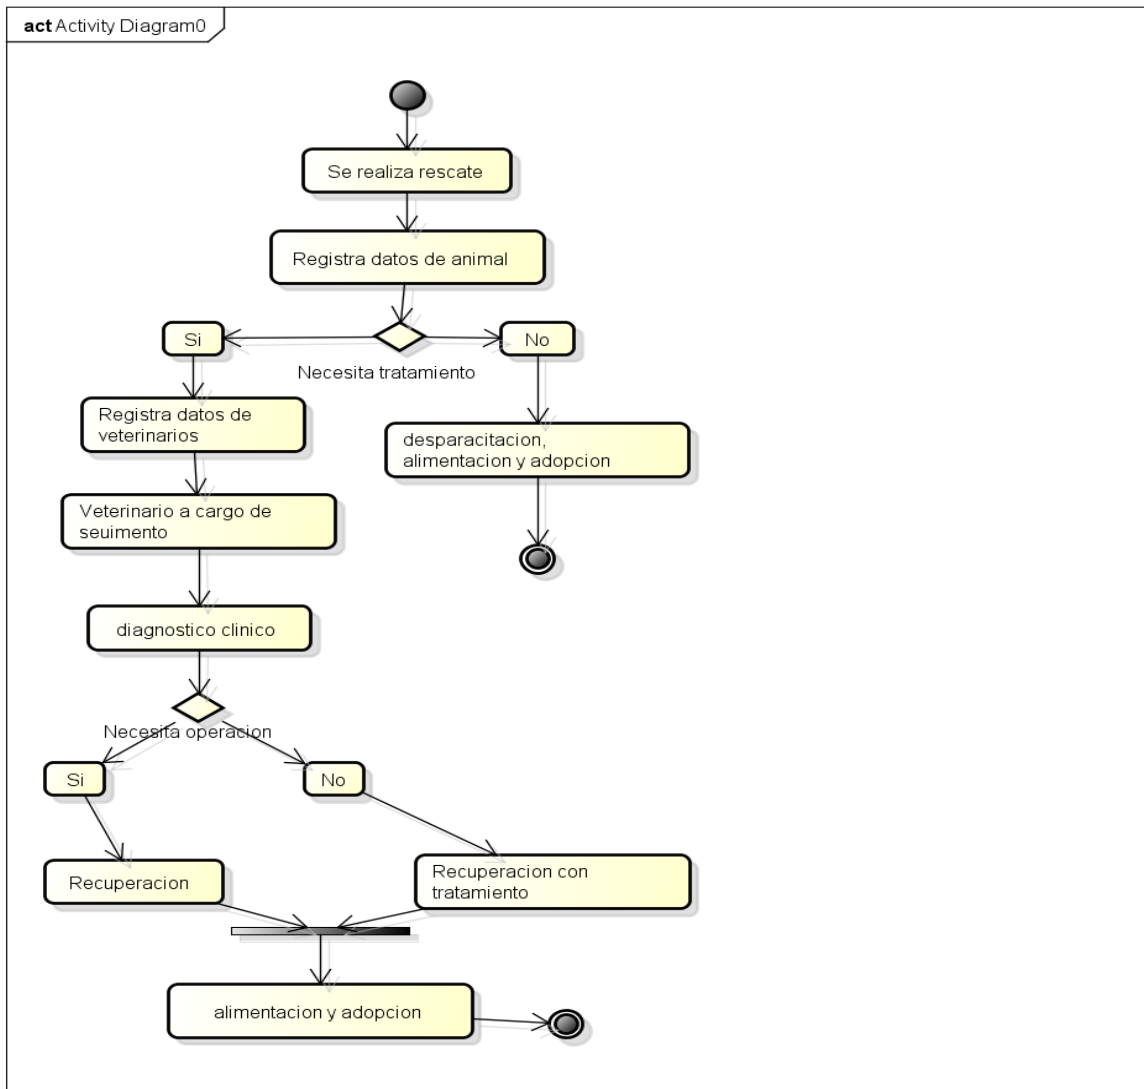 act Activity Diagram0
Se realiza rescate
Registra datos de animal
Si
No
Necesita tratamiento
Registra datos de
veterinarios
desparacitacion,
alimentacion y adopcion
Veterinario a cargo de
seuimento
diagnostico clinico
Necesita operacion
Si
No
Recuperacion
Recuperacion con
tratamiento
alimentacion y adopcion